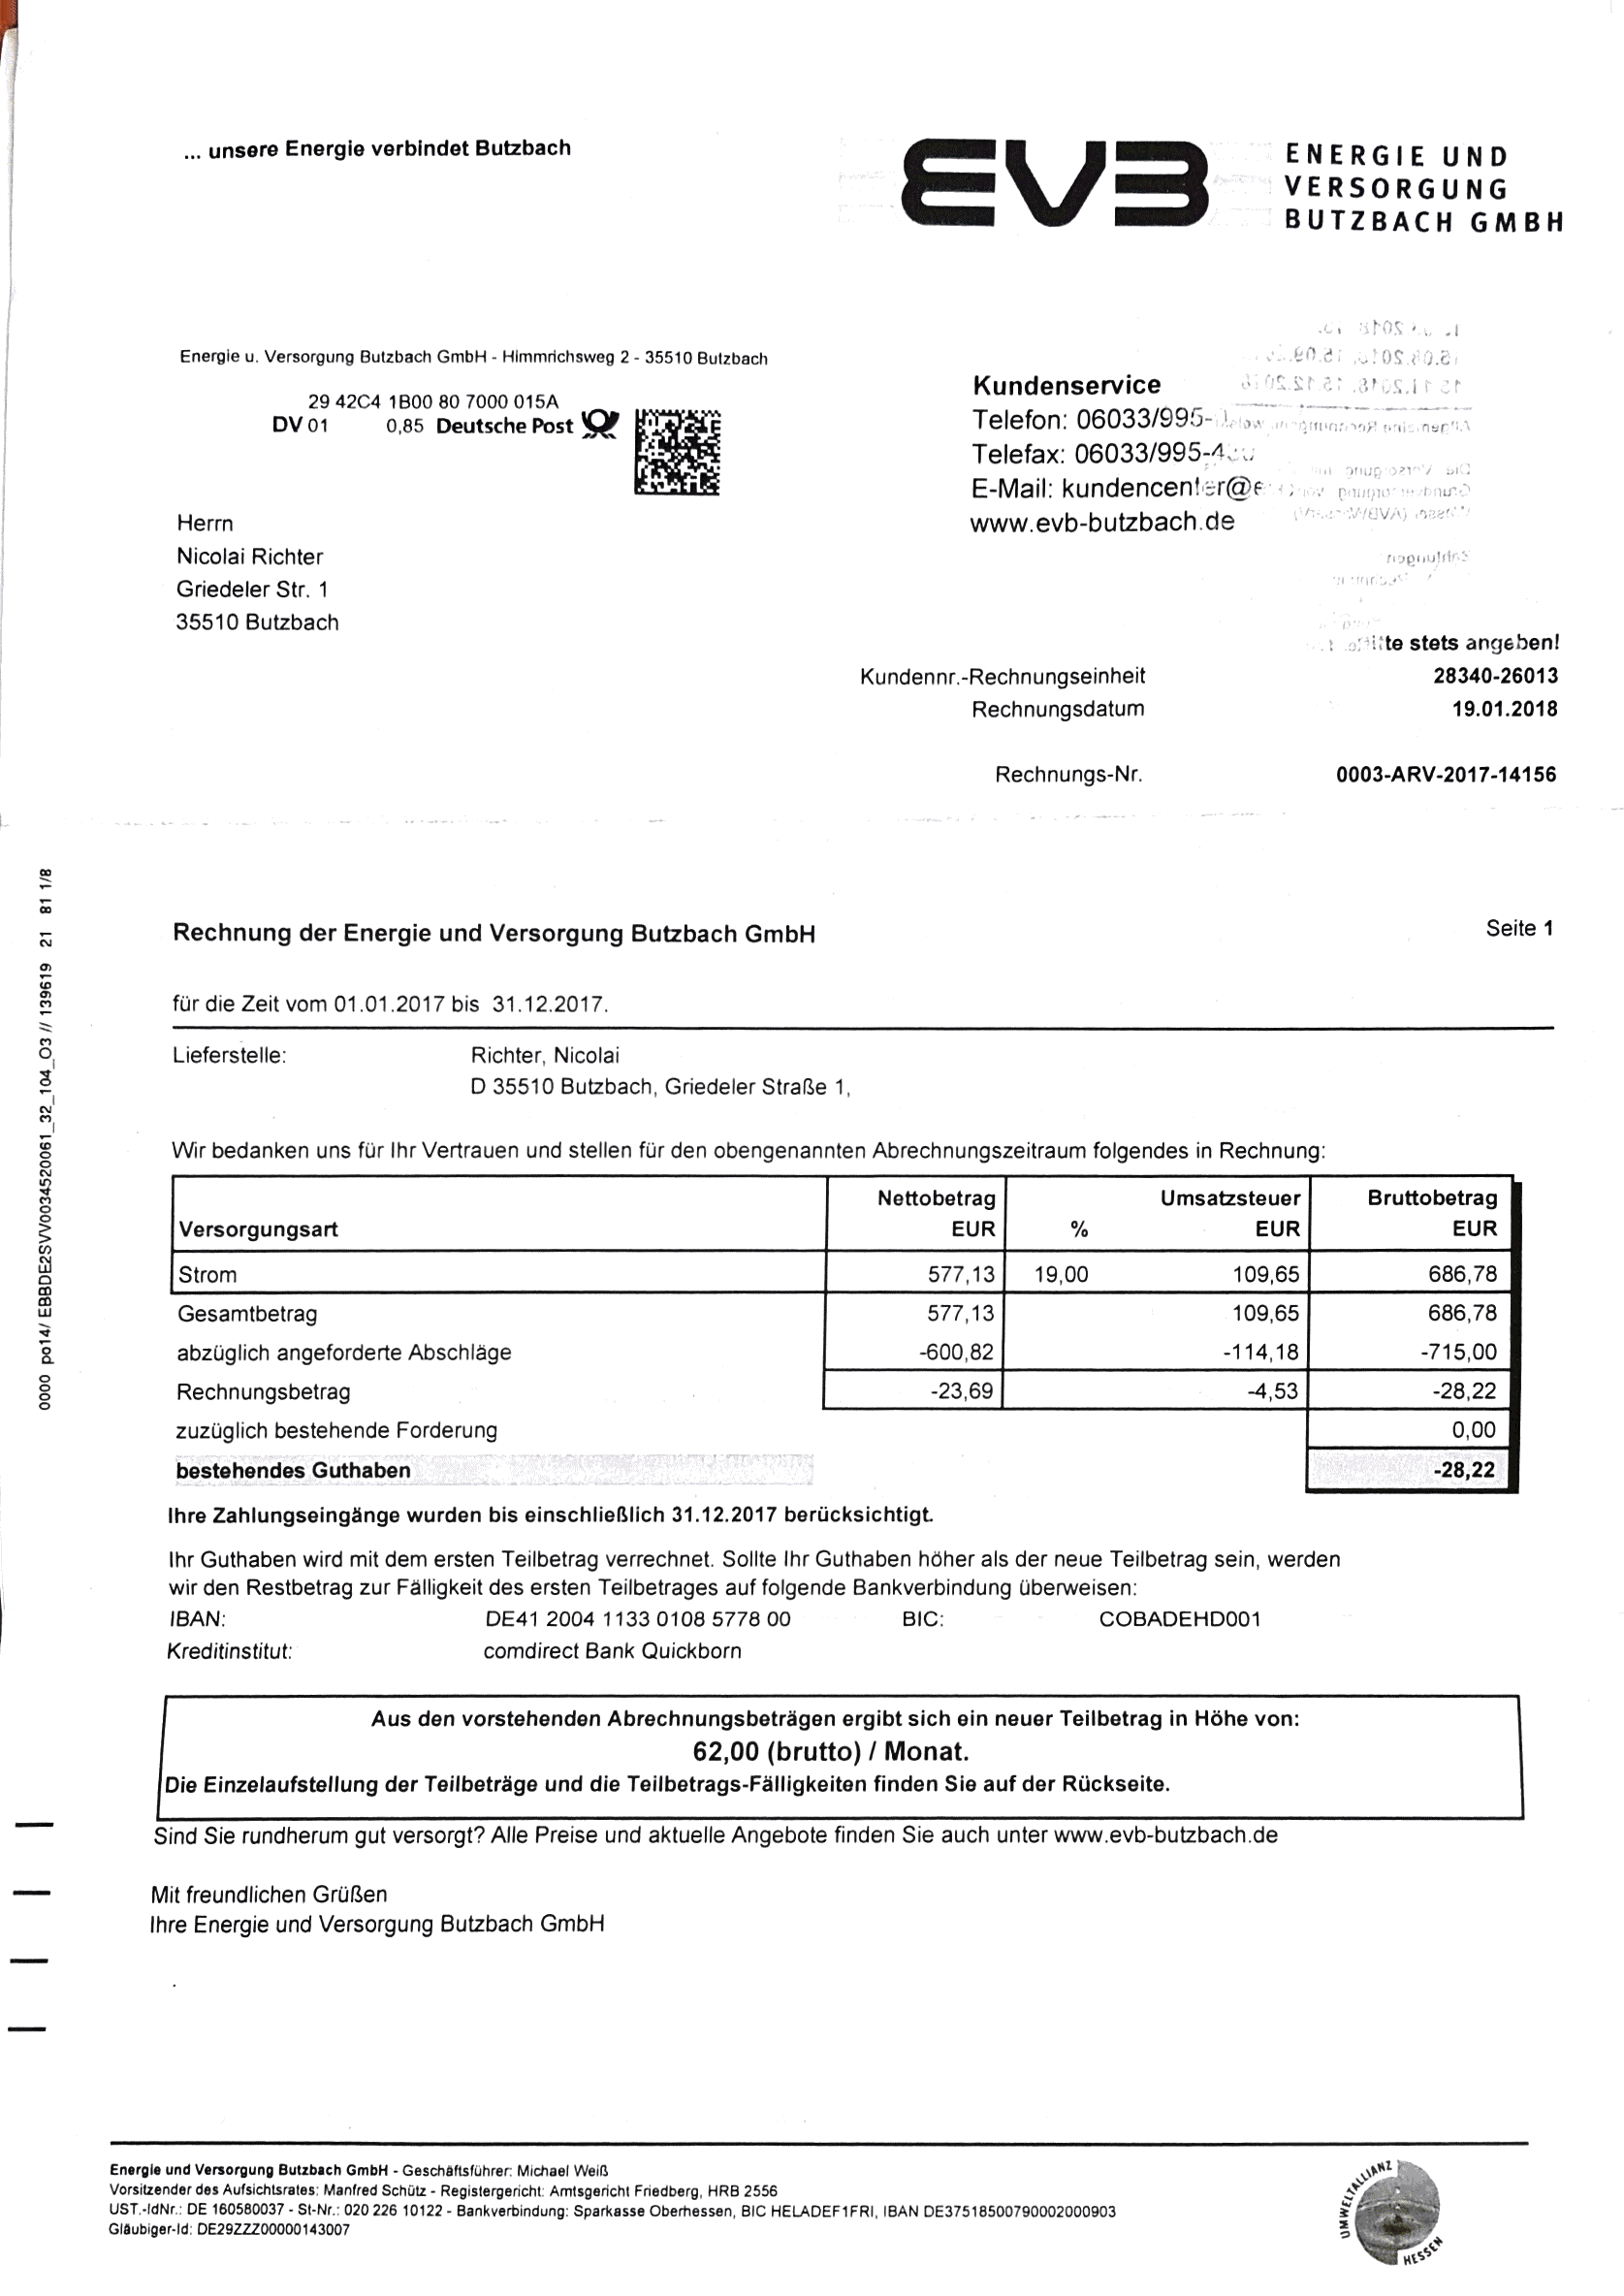 ... unsere Energie verbindet Butzbach
EVB
ENERGIE UND
VERSORGUNG
BUTZBACH GMBH
Energie u. Versorgung Butzbach GmbH - Himmrichsweg 2 - 35510 Butzbach
29 42C4 1B00 80 7000 015A
DV 01 0,85 Deutsche Post
Herrn
Nicolai Richter
Griedeler Str. 1
35510 Butzbach
Kundenservice
Telefon: 06033/995-
Telefax: 06033/995-4
E-Mail: kundencenter@e
www.evb-butzbach.de
stets angeben!
Kundennr.-Rechnungseinheit 28340-26013
Rechnungsdatum 19.01.2018
Rechnungs-Nr. 0003-ARV-2017-14156
0000 po14/ EBBDE2SVV0034520061_32_104_O3 // 139619 21 81 1/8
Rechnung der Energie und Versorgung Butzbach GmbH Seite 1
für die Zeit vom 01.01.2017 bis 31.12.2017.
Lieferstelle: Richter, Nicolai
D 35510 Butzbach, Griedeler Straße 1,
Wir bedanken uns für Ihr Vertrauen und stellen für den obengenannten Abrechnungszeitraum folgendes in Rechnung:
Nettobetrag Umsatzsteuer Bruttobetrag
Versorgungsart EUR % EUR EUR
Strom 577,13 19,00 109,65 686,78
Gesamtbetrag 577,13 109,65 686,78
abzüglich angeforderte Abschläge -600,82 -114,18 -715,00
Rechnungsbetrag -23,69 -4,53 -28,22
zuzüglich bestehende Forderung 0,00
bestehendes Guthaben -28,22
Ihre Zahlungseingänge wurden bis einschließlich 31.12.2017 berücksichtigt.
Ihr Guthaben wird mit dem ersten Teilbetrag verrechnet. Sollte Ihr Guthaben höher als der neue Teilbetrag sein, werden
wir den Restbetrag zur Fälligkeit des ersten Teilbetrages auf folgende Bankverbindung überweisen:
IBAN: DE41 2004 1133 0108 5778 00 BIC: COBADEHD001
Kreditinstitut: comdirect Bank Quickborn
Aus den vorstehenden Abrechnungsbeträgen ergibt sich ein neuer Teilbetrag in Höhe von:
62,00 (brutto) / Monat.
Die Einzelaufstellung der Teilbeträge und die Teilbetrags-Fälligkeiten finden Sie auf der Rückseite.
Sind Sie rundherum gut versorgt? Alle Preise und aktuelle Angebote finden Sie auch unter www.evb-butzbach.de
Mit freundlichen Grüßen
Ihre Energie und Versorgung Butzbach GmbH
Energie und Versorgung Butzbach GmbH - Geschäftsführer: Michael Weiß
Vorsitzender des Aufsichtsrates: Manfred Schütz - Registergericht: Amtsgericht Friedberg, HRB 2556
UST.-IdNr.: DE 160580037 - St-Nr.: 020 226 10122 - Bankverbindung: Sparkasse Oberhessen, BIC HELADEF1FRI, IBAN DE37518500790002000903
Gläubiger-Id: DE29ZZZ00000143007
UMWELTALLIANZ
HESSEN